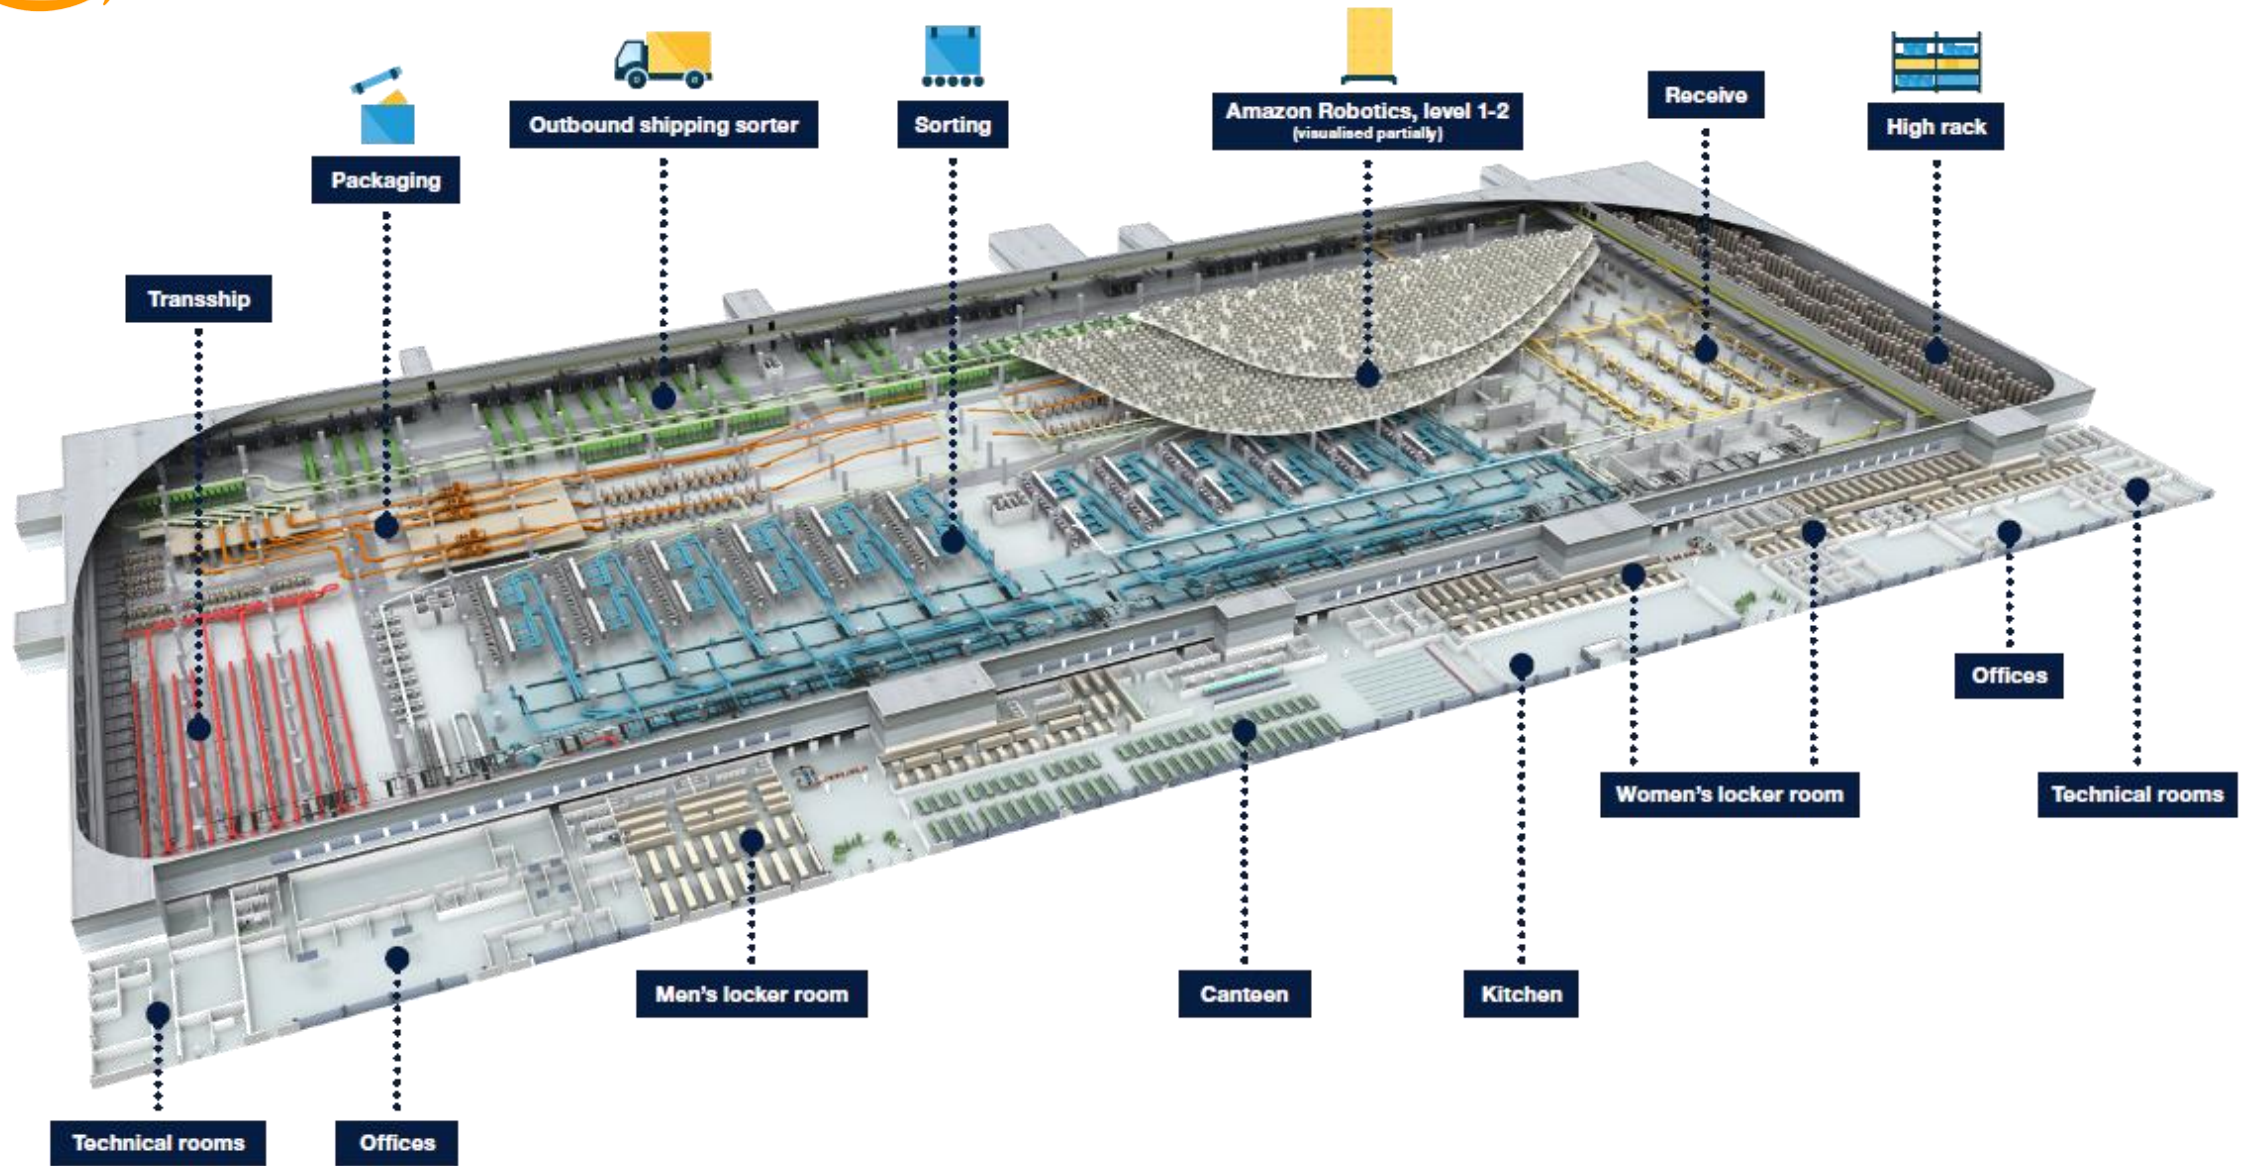 Outbound shipping sorter
Sorting
Amazon Robotics, level 1-2
(visualised partially)
Receive
High rack
Packaging
Transship
Offices
Women's locker room
Technical rooms
Men's locker room
Canteen
Kitchen
Technical rooms
Offices